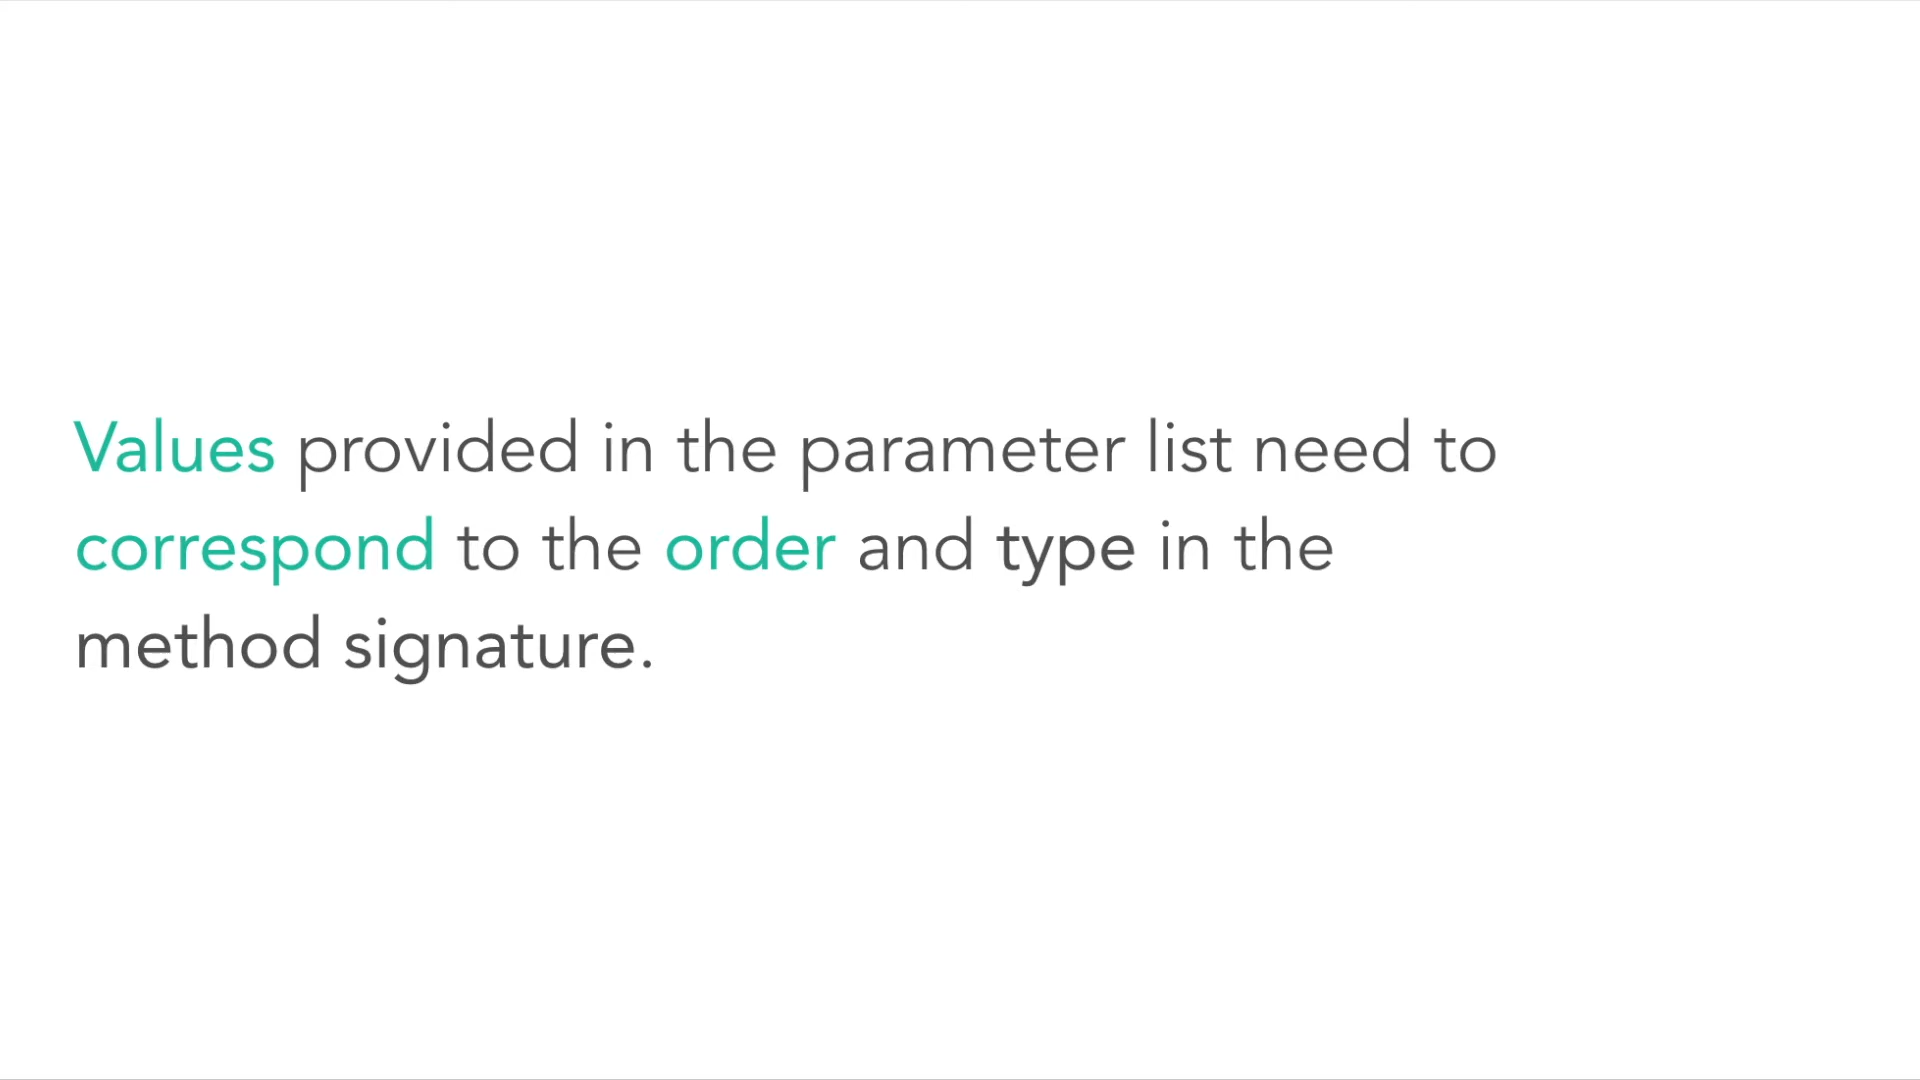 Values provided in the parameter list need to
correspond to the order and type in the
method signature.